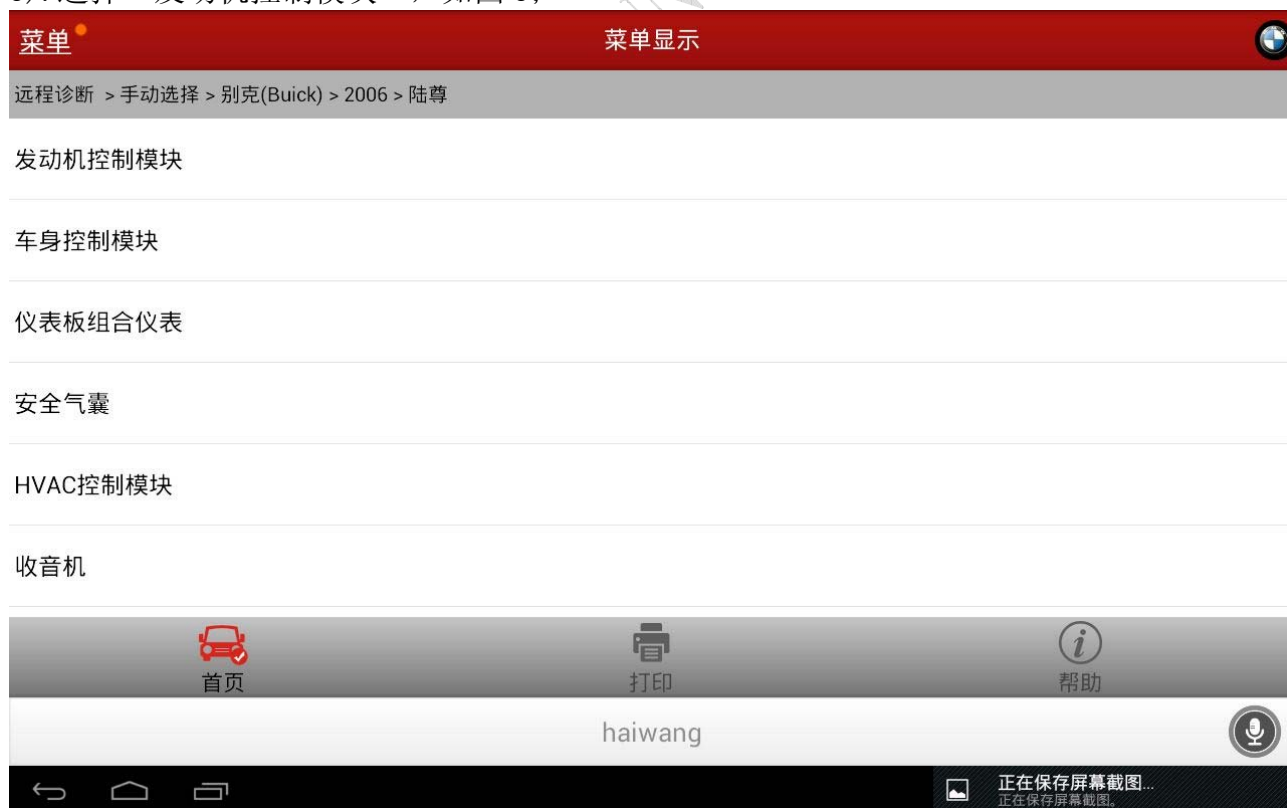 菜单
菜单显示
远程诊断 > 手动选择 > 别克(Buick) > 2006 > 陆尊
发动机控制模块
车身控制模块
仪表板组合仪表
安全气囊
HVAC控制模块
收音机
首页
打印
帮助
haiwang
正在保存屏幕截图...
正在保存屏幕截图。